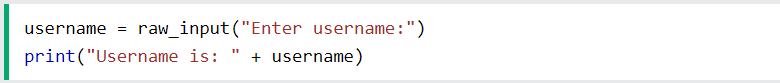 username = raw_input("Enter username:")
print("Username is: " + username)